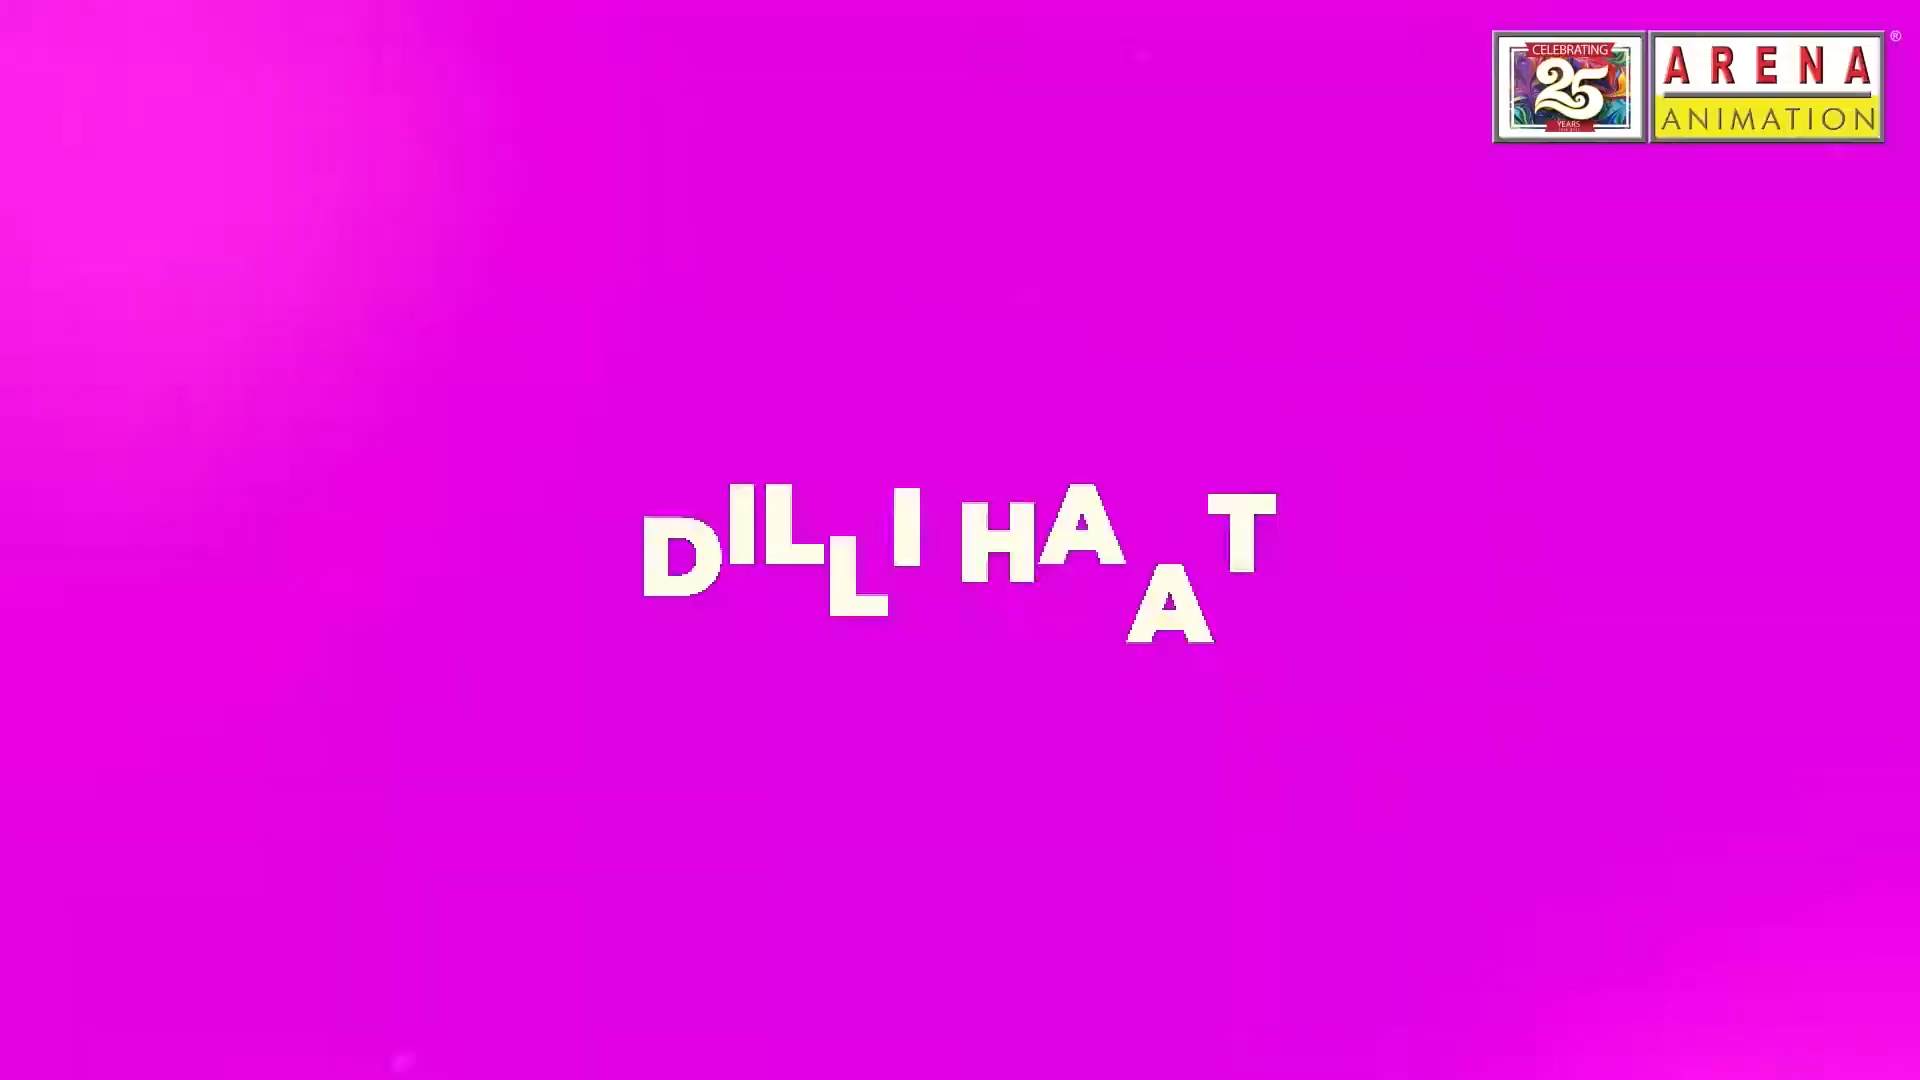 CELEBRATING
25
YEARS
ARENA
ANIMATION
®
DILLI HAAT